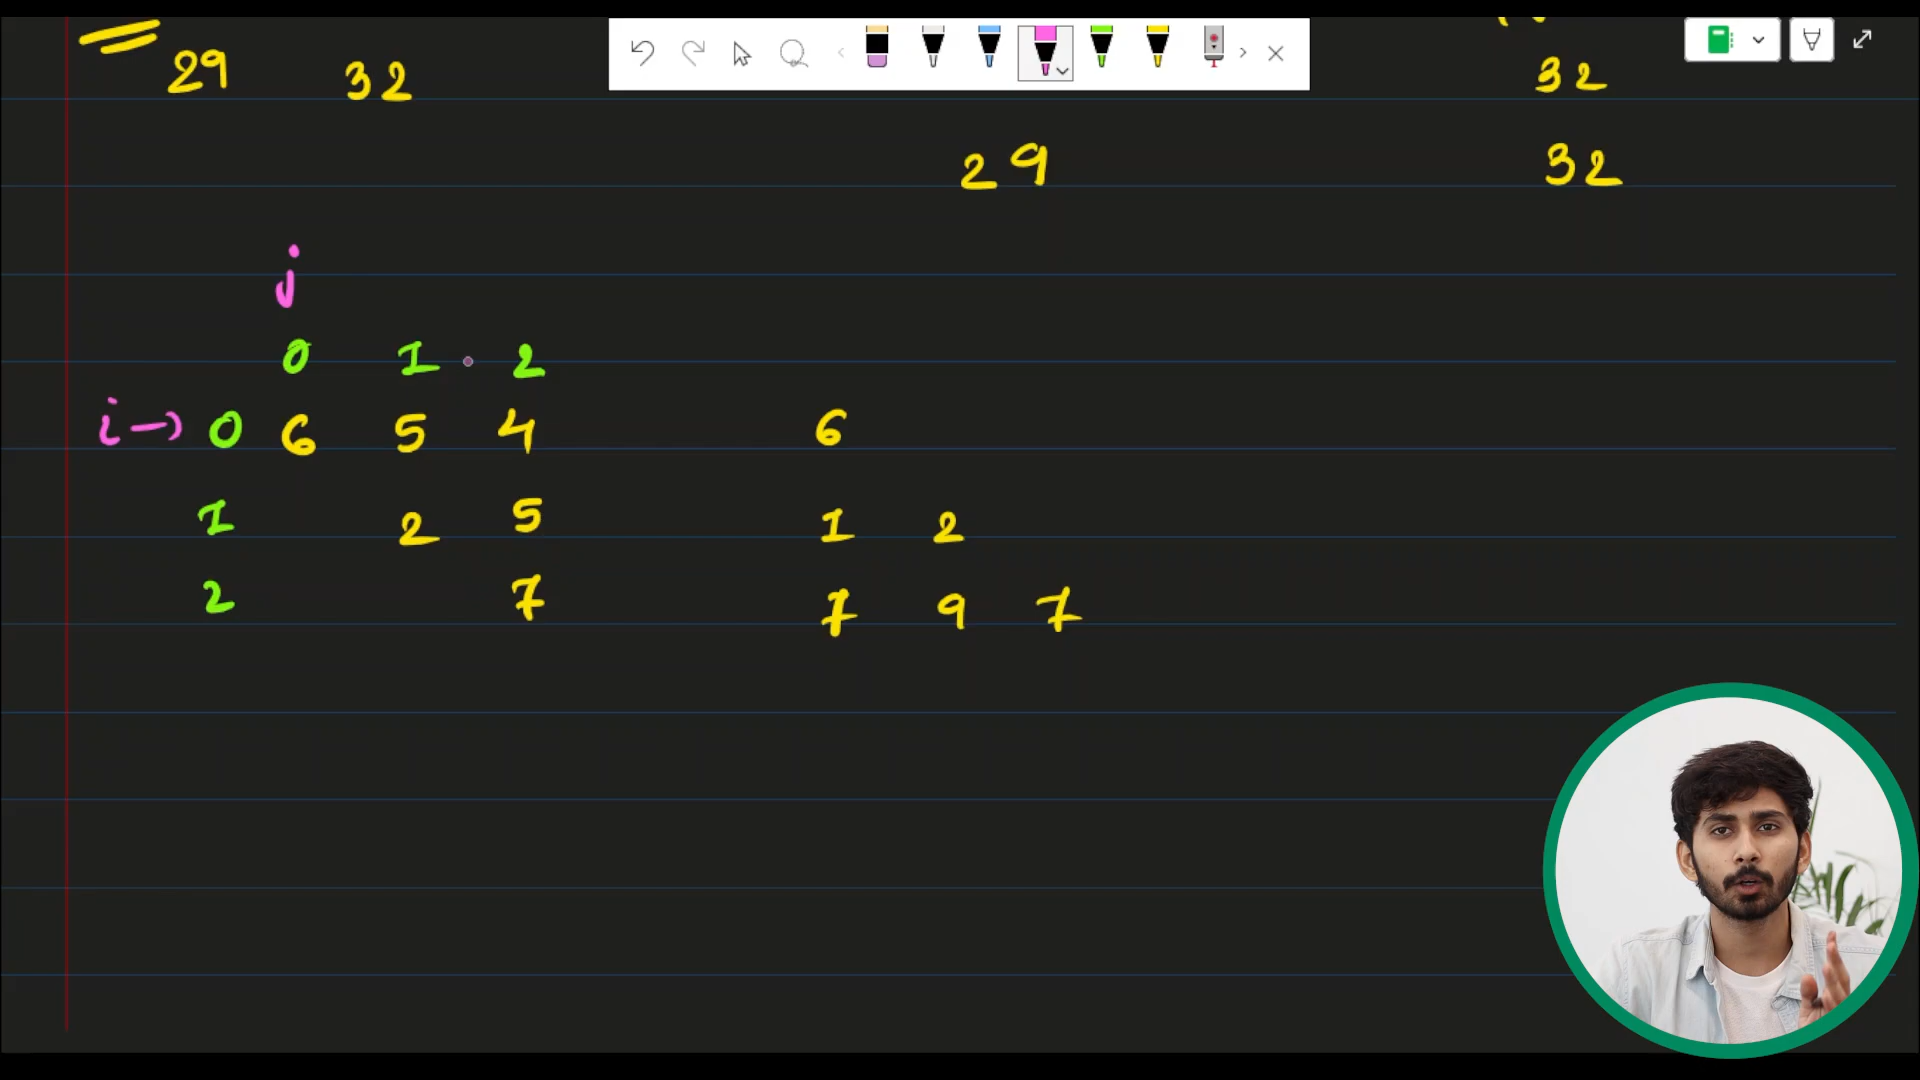 29 32 32
29 32
j
0 1 2
i → 0 6 5 4 6
1 2 5 1 2
2 7 7 9 7